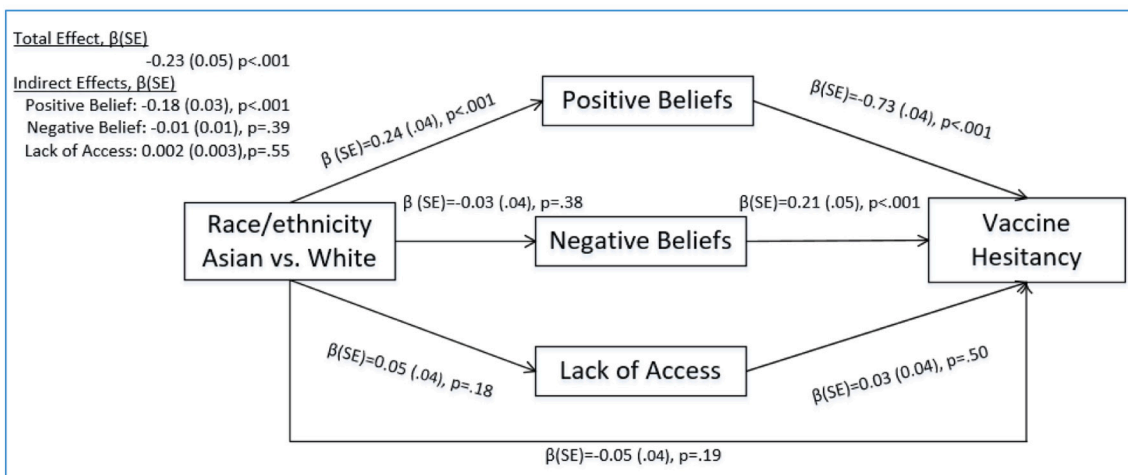 Total Effect, β(SE)
-0.23 (0.05) p<.001
Indirect Effects, β(SE)
Positive Belief: -0.18 (0.03), p<.001
Negative Belief: -0.01 (0.01), p=.39
Lack of Access: 0.002 (0.003),p=.55
β (SE)=0.24 (.04), p<.001
Positive Beliefs
β(SE)=-0.73 (.04), p<.001
Race/ethnicity
Asian vs. White
β (SE)=-0.03 (.04), p=.38
Negative Beliefs
β(SE)=0.21 (.05), p<.001
Vaccine
Hesitancy
β(SE)=0.05 (.04), p=.18
Lack of Access
β(SE)=0.03 (0.04), p=.50
β(SE)=-0.05 (.04), p=.19